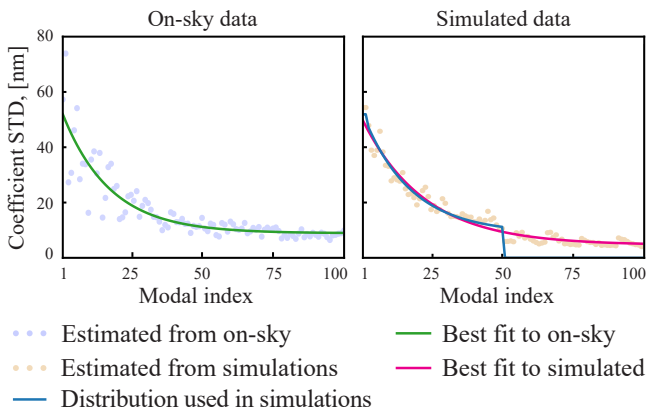 On-sky data
Simulated data
Coefficient STD, [nm]
80
60
40
20
0
1
25
50
75
100
1
25
50
75
100
Modal index
Modal index
Estimated from on-sky
Best fit to on-sky
Estimated from simulations
Best fit to simulated
Distribution used in simulations